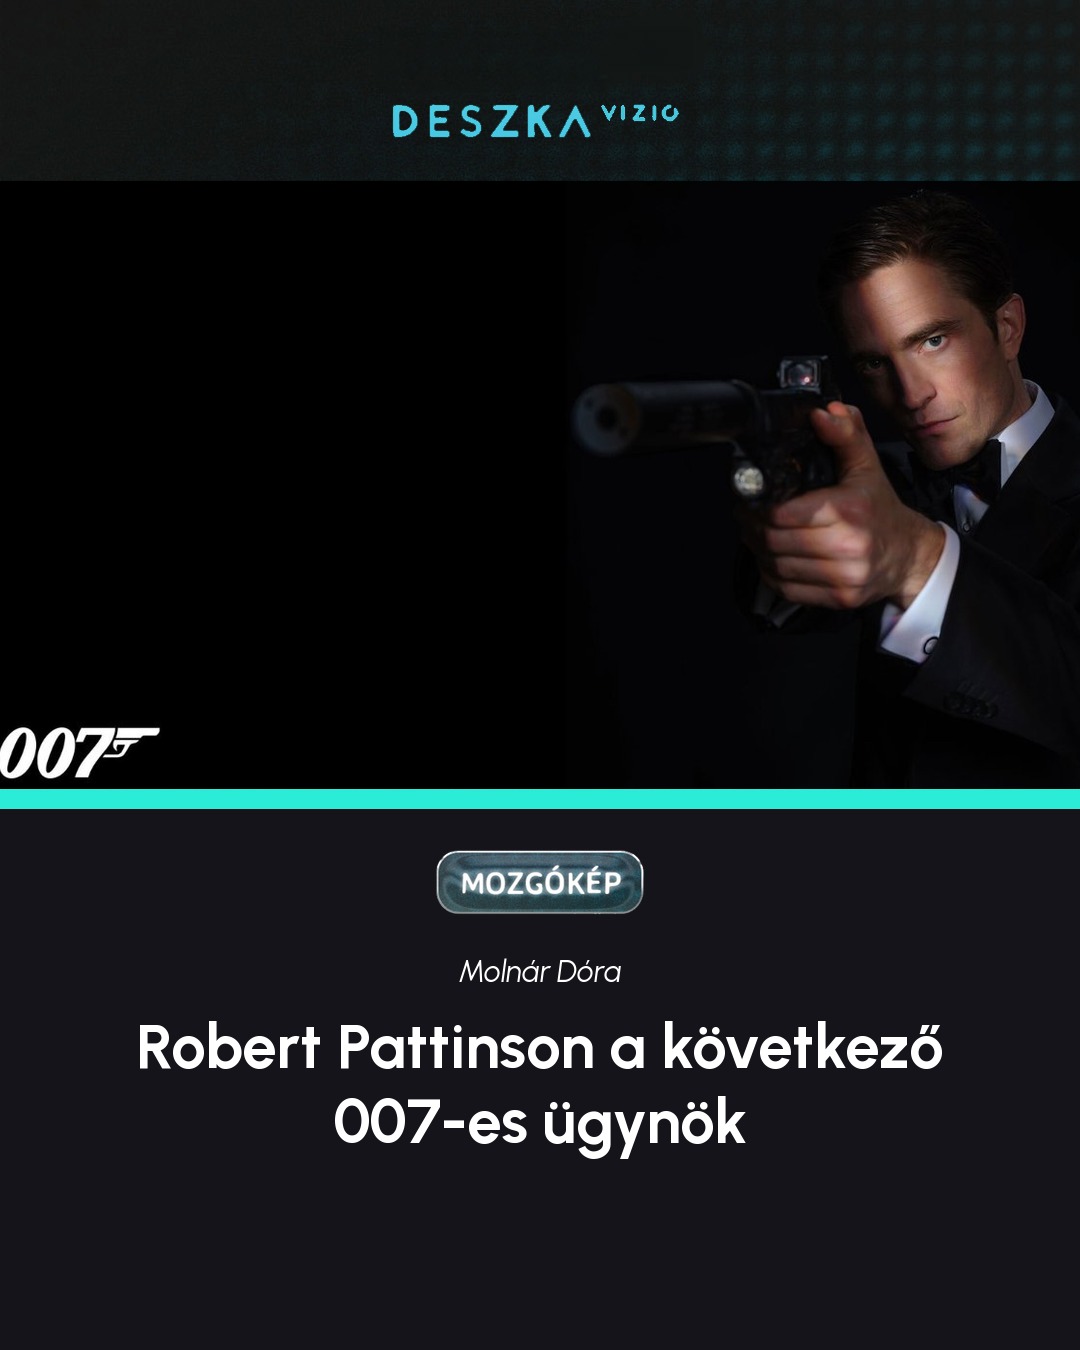 DESZKA VIZIO
007
MOZGÓKÉP
Molnár Dóra
Robert Pattinson a következő
007-es ügynök